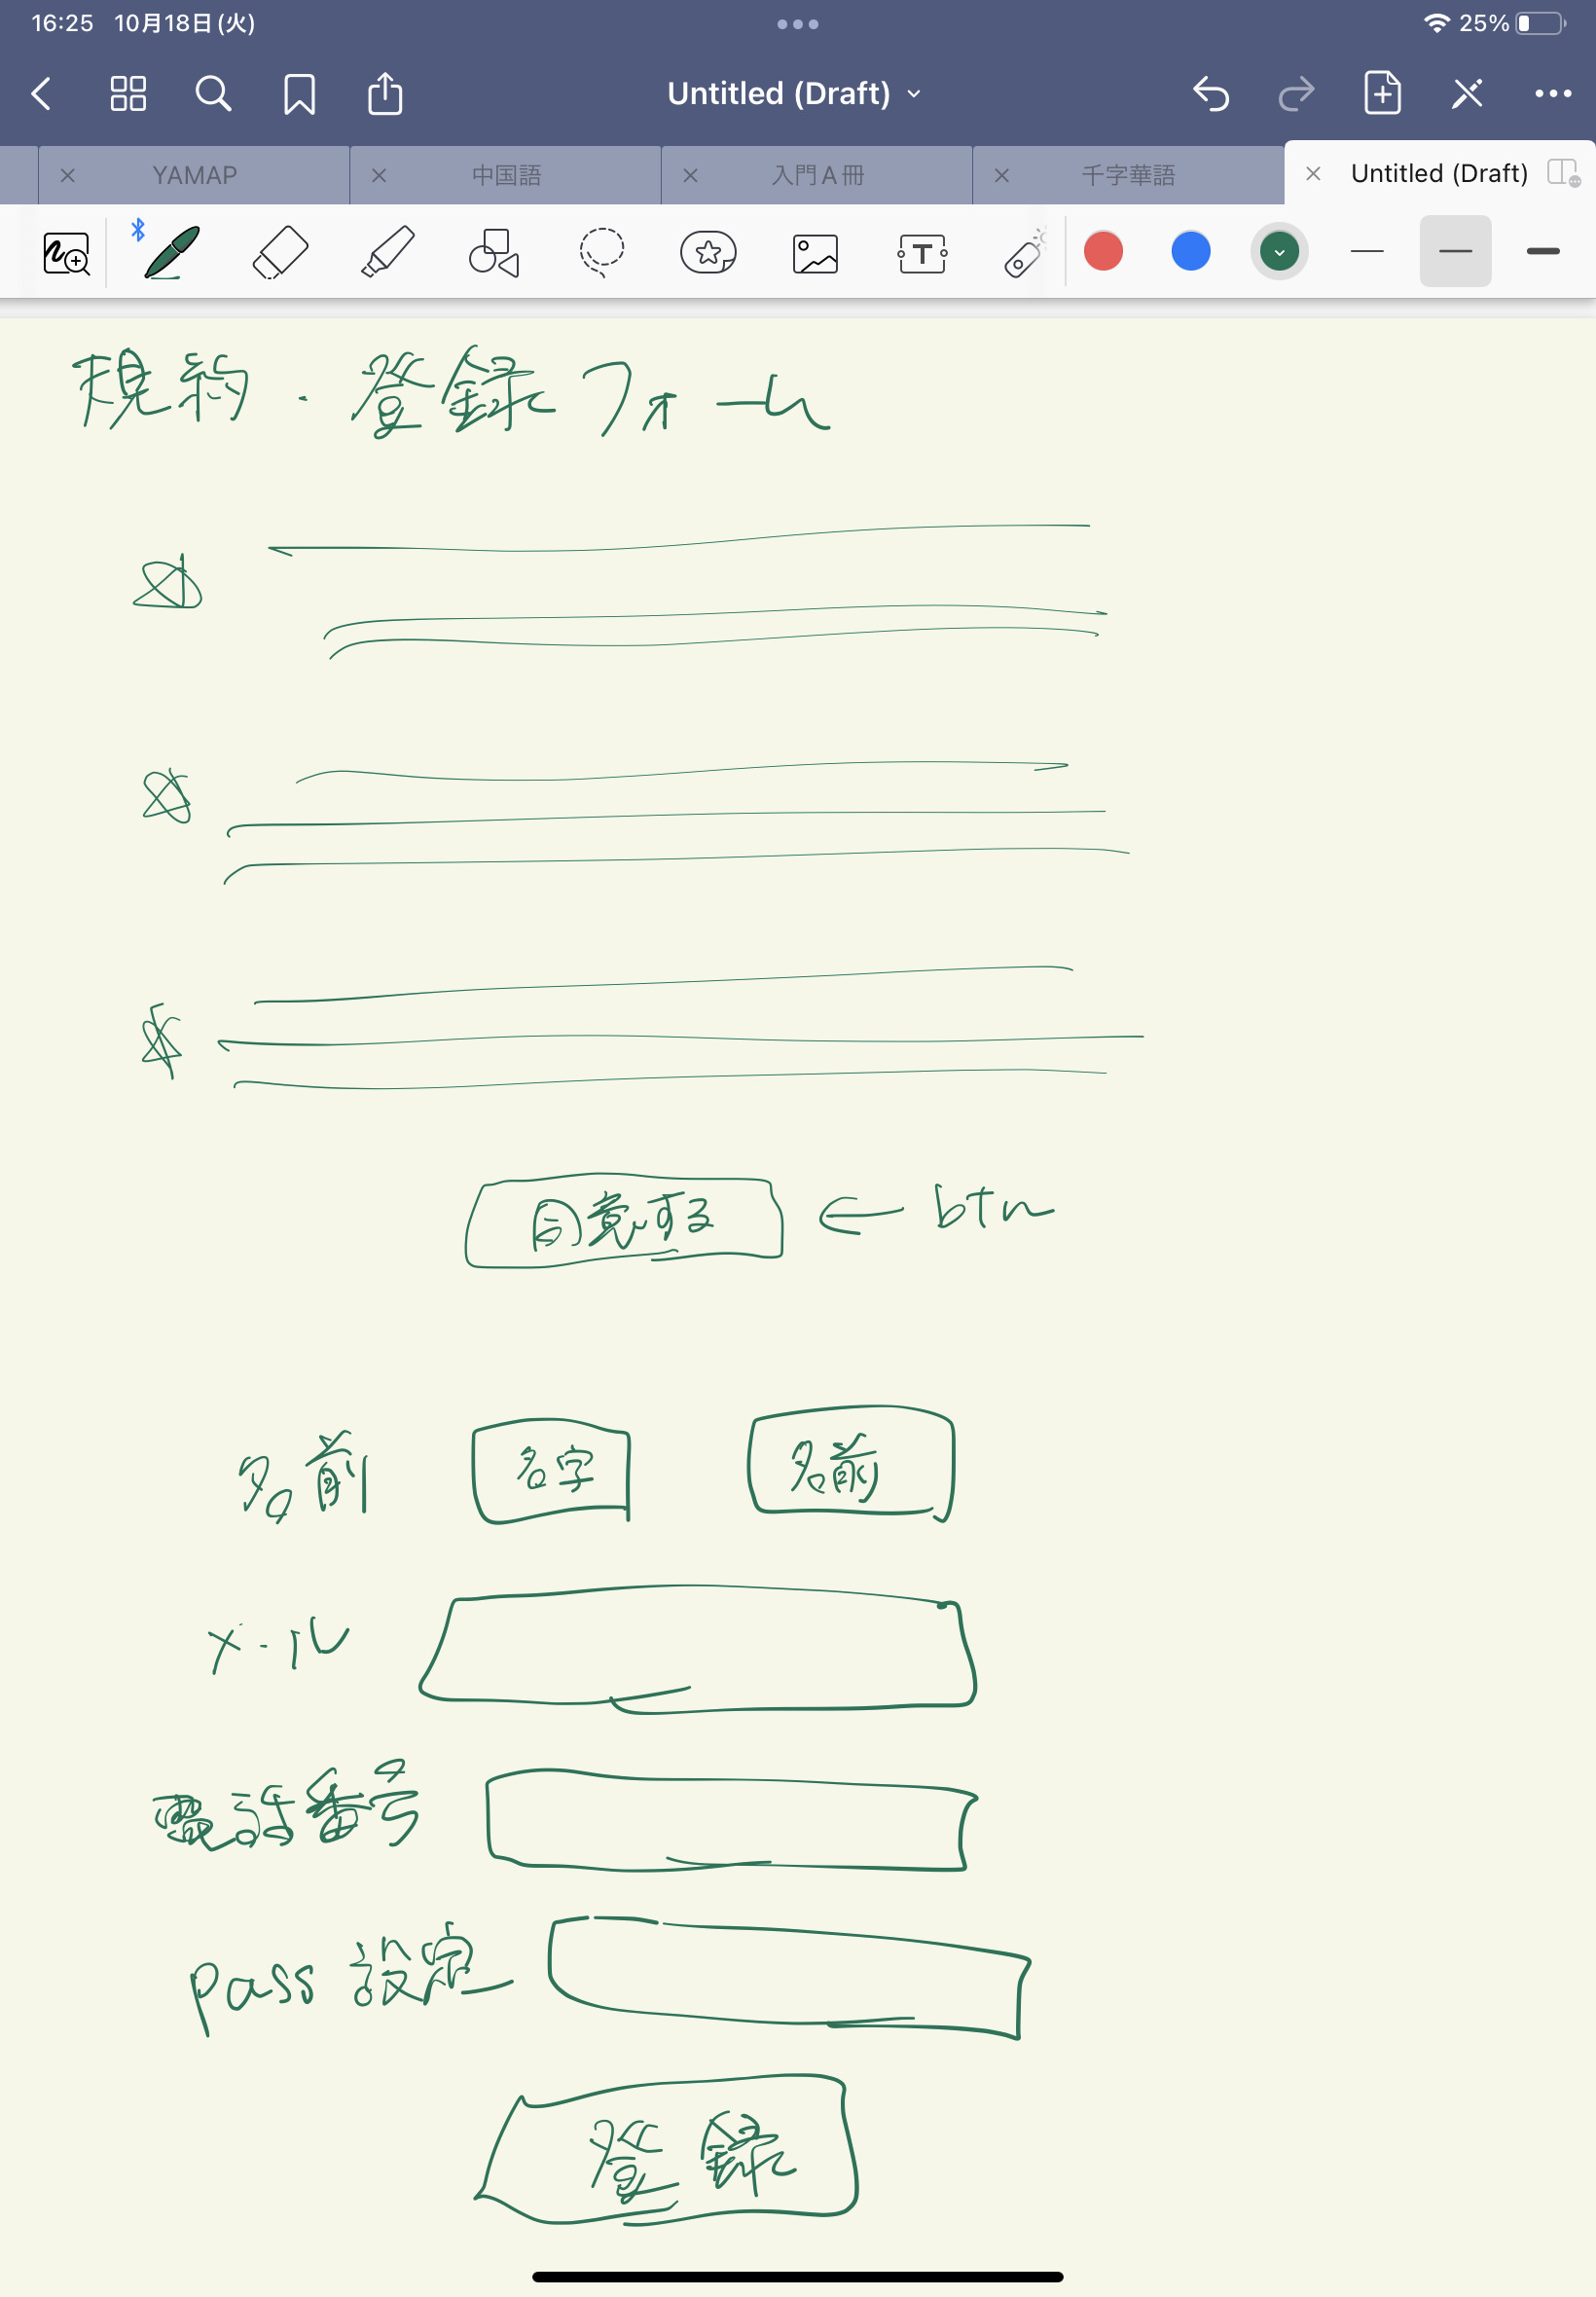 16:25 10月18日(火) 25%
Untitled (Draft)
YAMAP 中国語 入門A冊 千字華語 Untitled (Draft)
T
規約・登録フォーム
同意する ← btn
名前 名字 名前
メール
電話番号
pass 設定
登録